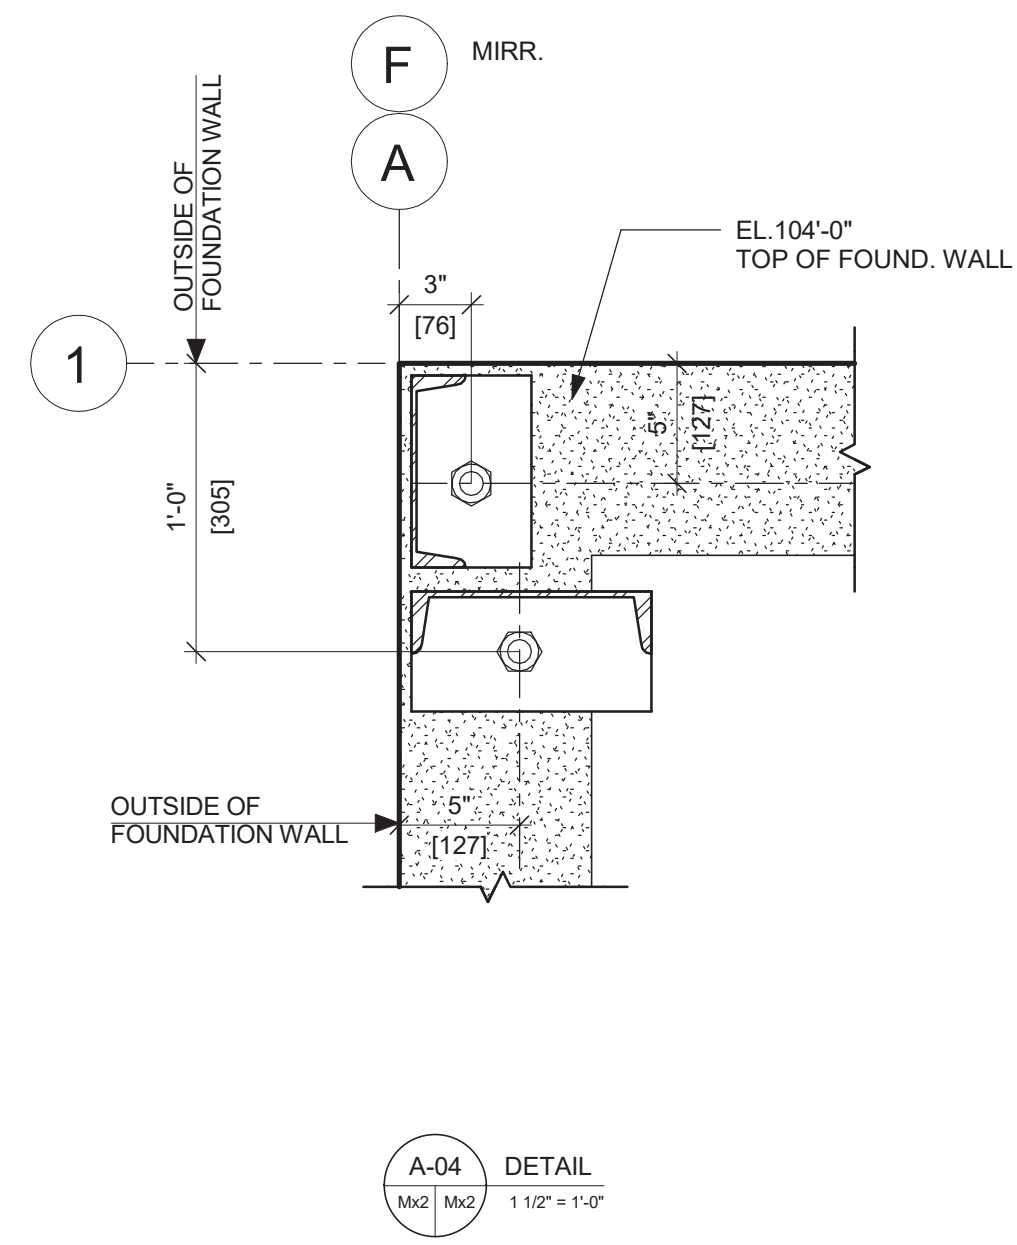 F
MIRR.
A
OUTSIDE OF
FOUNDATION WALL
EL.104'-0"
TOP OF FOUND. WALL
3"
[76]
1
5"
[127]
1'-0"
[305]
OUTSIDE OF
FOUNDATION WALL
5"
[127]
A-04
DETAIL
Mx2
Mx2
1 1/2" = 1'-0"